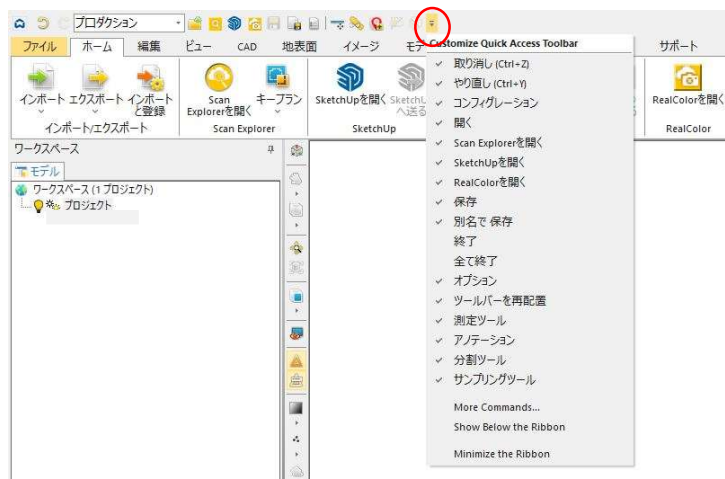 プロダクション
ファイル ホーム 編集 ビュー CAD 地表面 イメージ モデ サポート
Customize Quick Access Toolbar
取り消し (Ctrl+Z)
やり直し (Ctrl+Y)
コンフィグレーション
開く
Scan Explorerを開く
SketchUpを開く
RealColorを開く
保存
別名で 保存
終了
全て終了
オプション
ツールバーを再配置
測定ツール
アノテーション
分割ツール
サンプリングツール
More Commands...
Show Below the Ribbon
Minimize the Ribbon
インポート エクスポート インポートと登録
Scan Explorerを開く キープラン
SketchUpを開く SketchU へ送る
RealColorを開く
インポート/エクスポート Scan Explorer SketchUp RealColor
ワークスペース
モデル
ワークスペース (1 プロジェクト)
プロジェクト